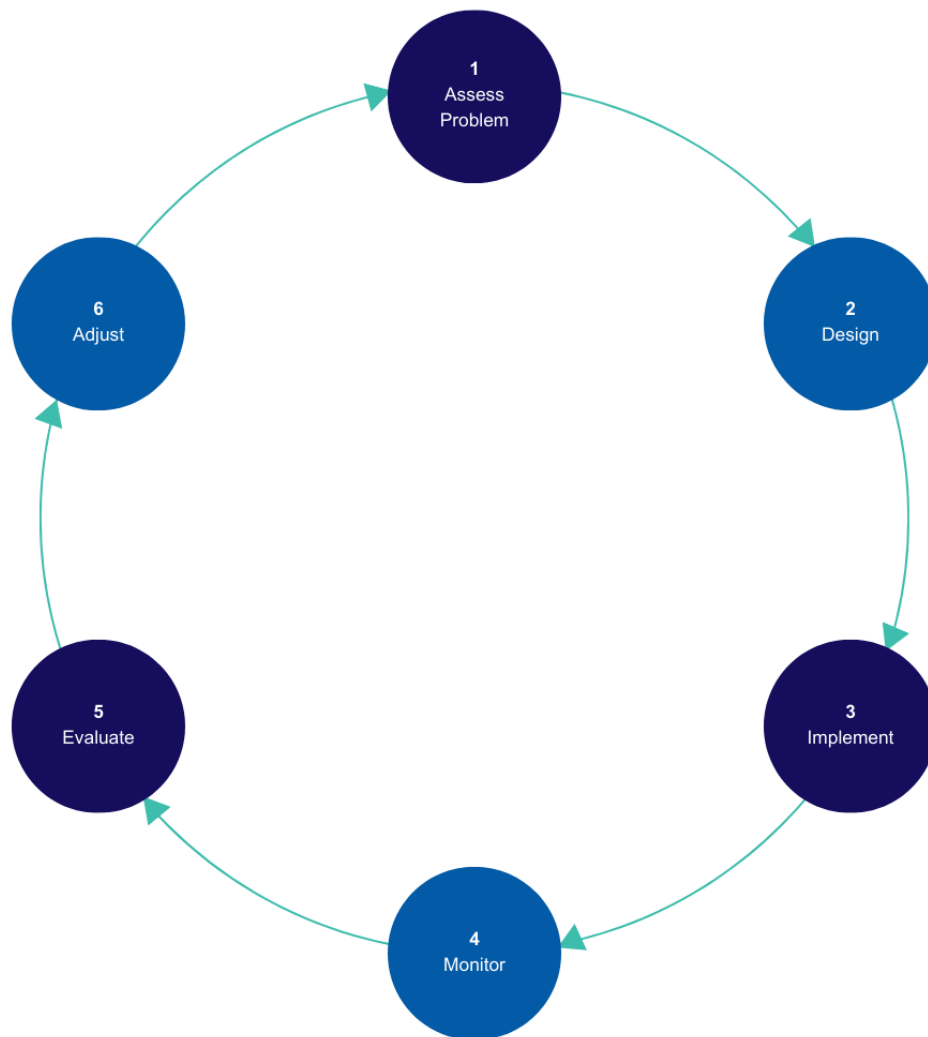 1
Assess
Problem
2
Design
3
Implement
4
Monitor
5
Evaluate
6
Adjust